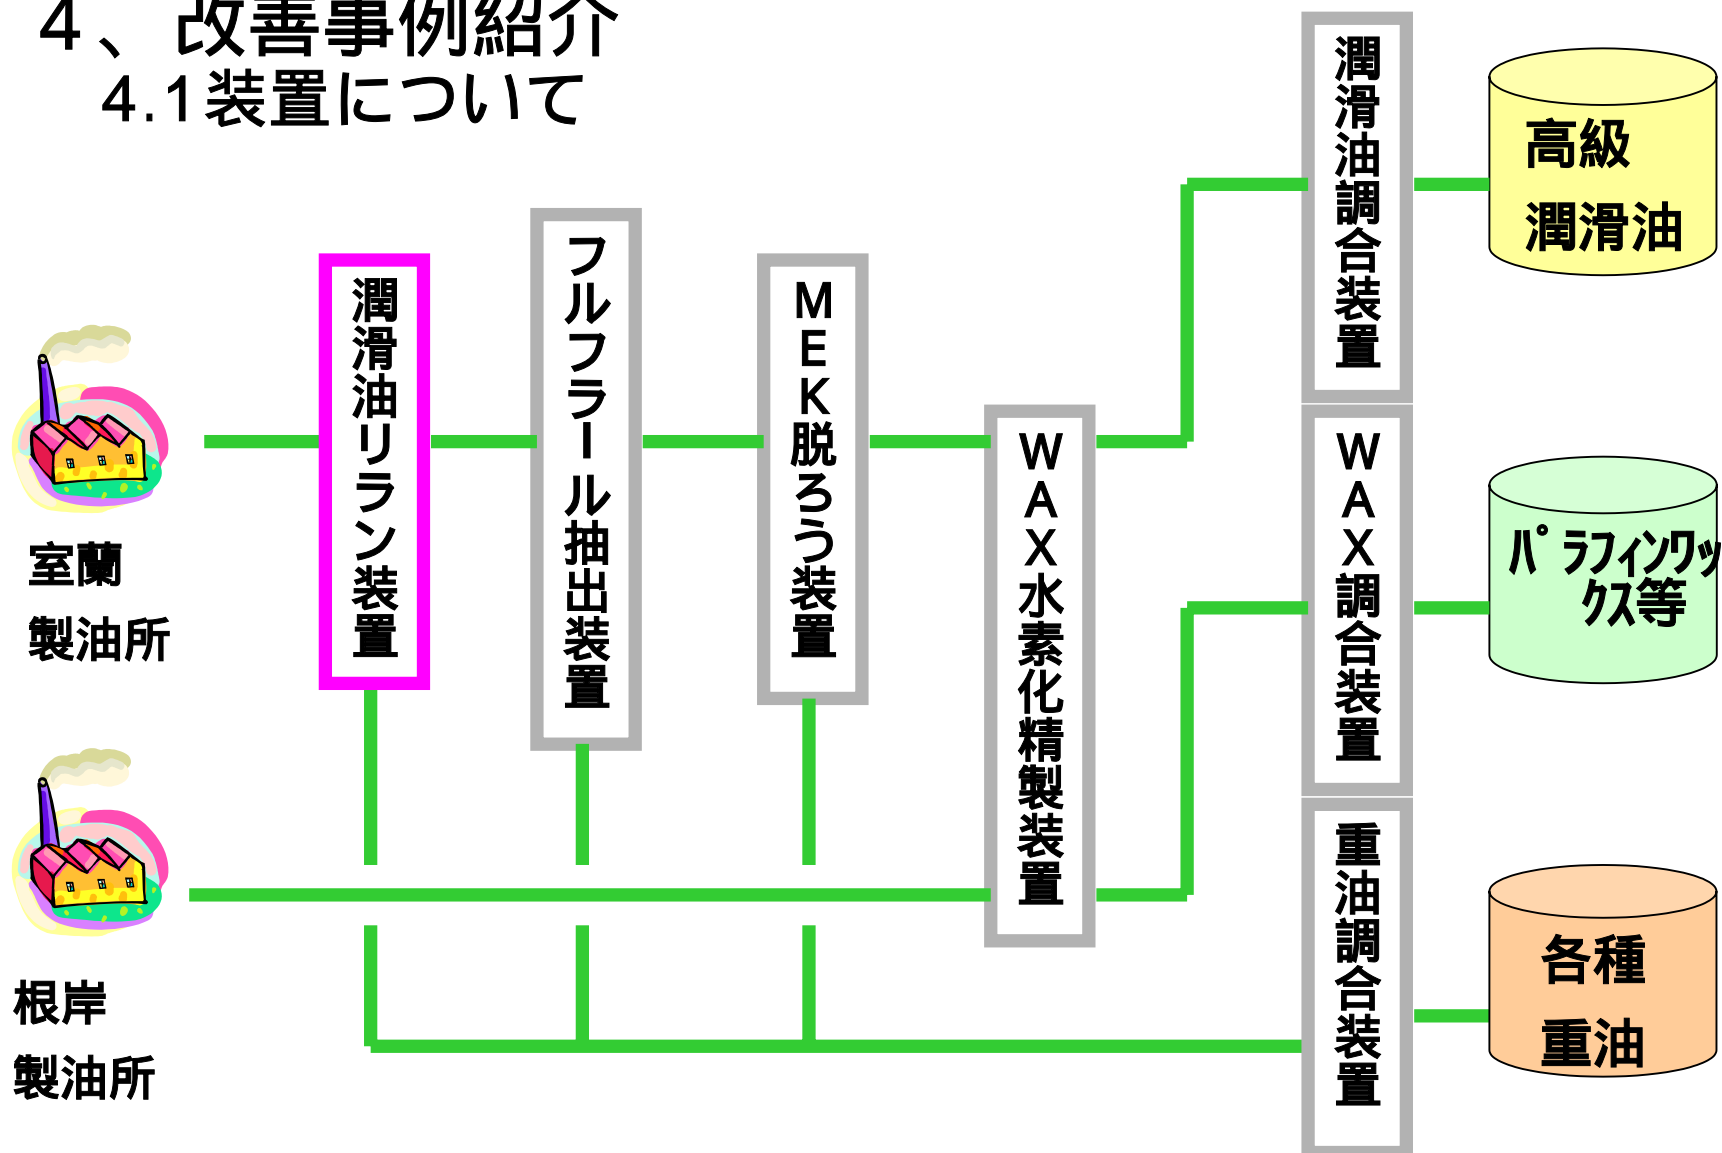 ４、改善事例紹介
4.1装置について
潤滑油リラン装置
フルフラール抽出装置
ＭＥＫ脱ろう装置
ＷＡＸ水素化精製装置
潤滑油調合装置
ＷＡＸ調合装置
重油調合装置
高級
潤滑油
ﾊﾟﾗﾌｨﾝﾜｯ
ｸｽ等
各種
重油
室蘭
製油所
根岸
製油所